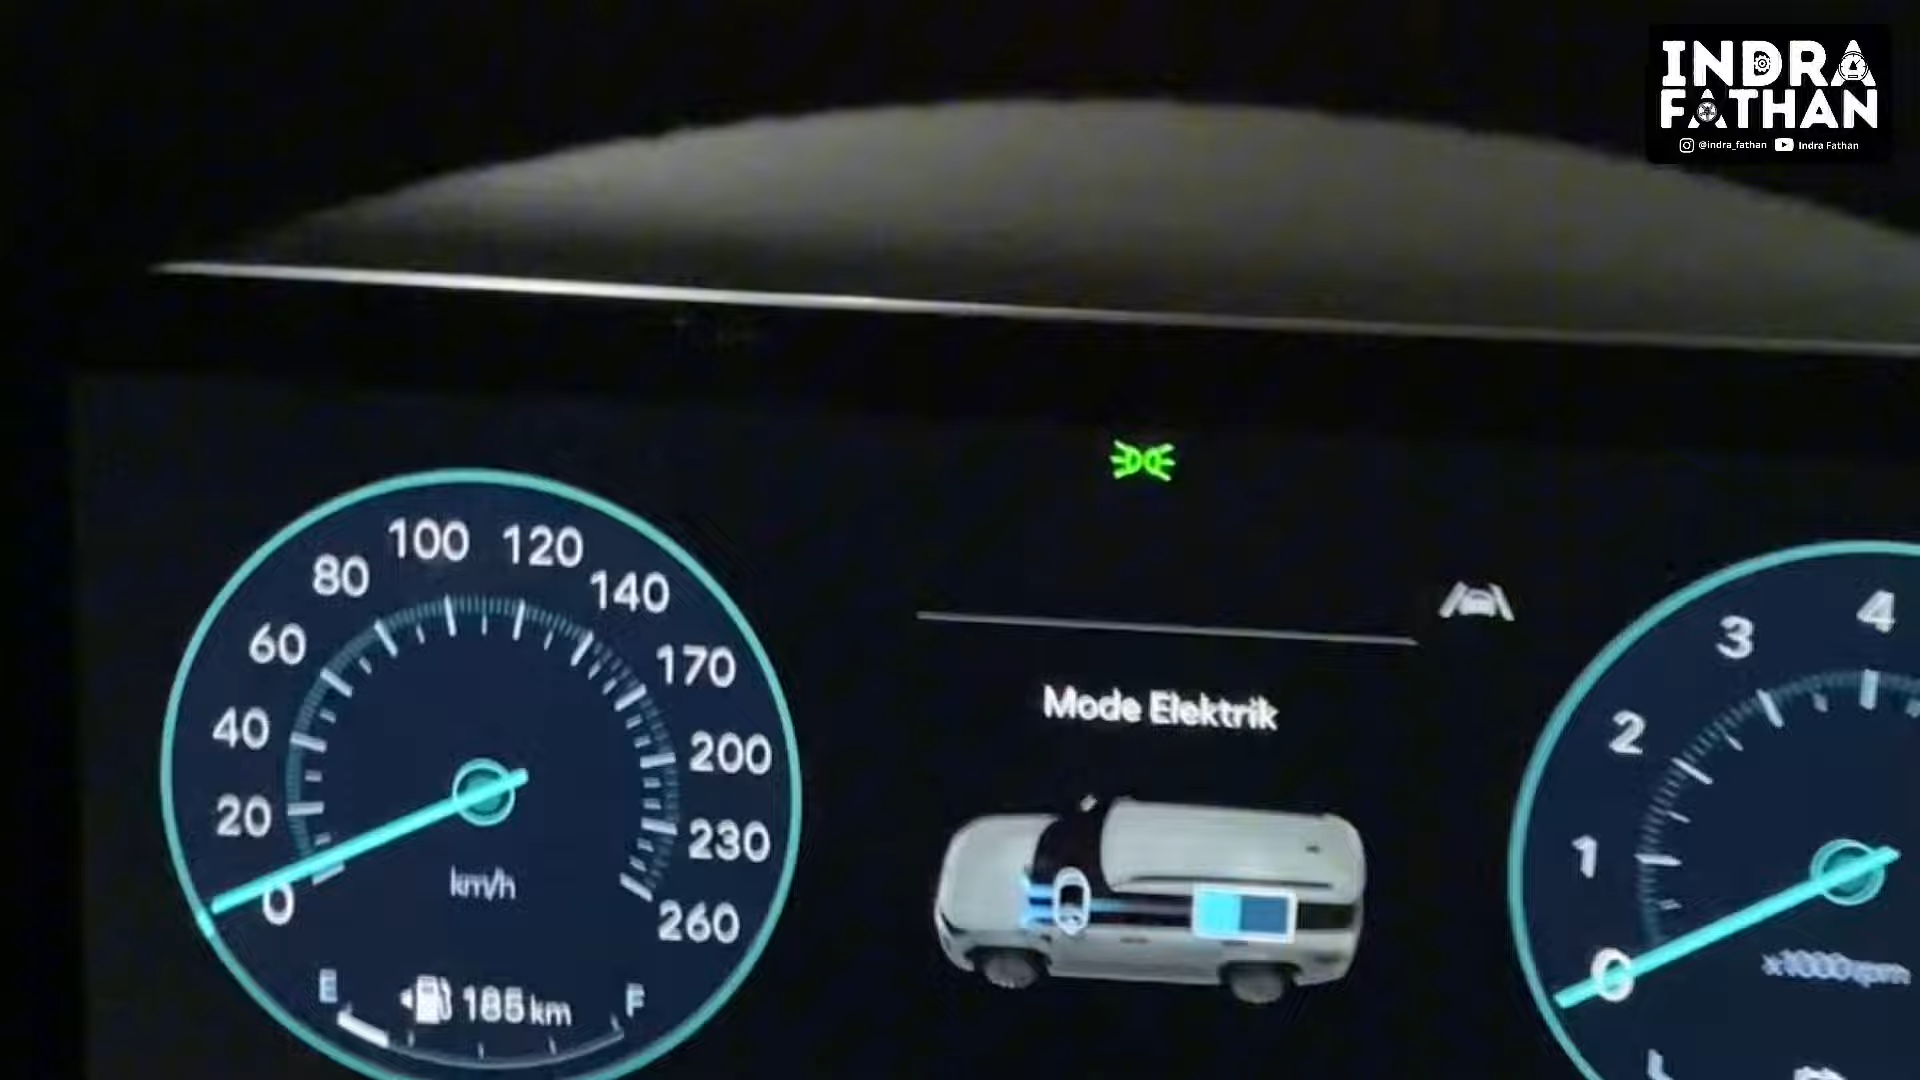 INDRA
FATHAN
@indra_fathan Indra Fathan
100 120
80 140
60 170
40 200
20 230
0 260
km/h
E 185 km F
Mode Elektrik
4
3
2
1
0
x1000rpm